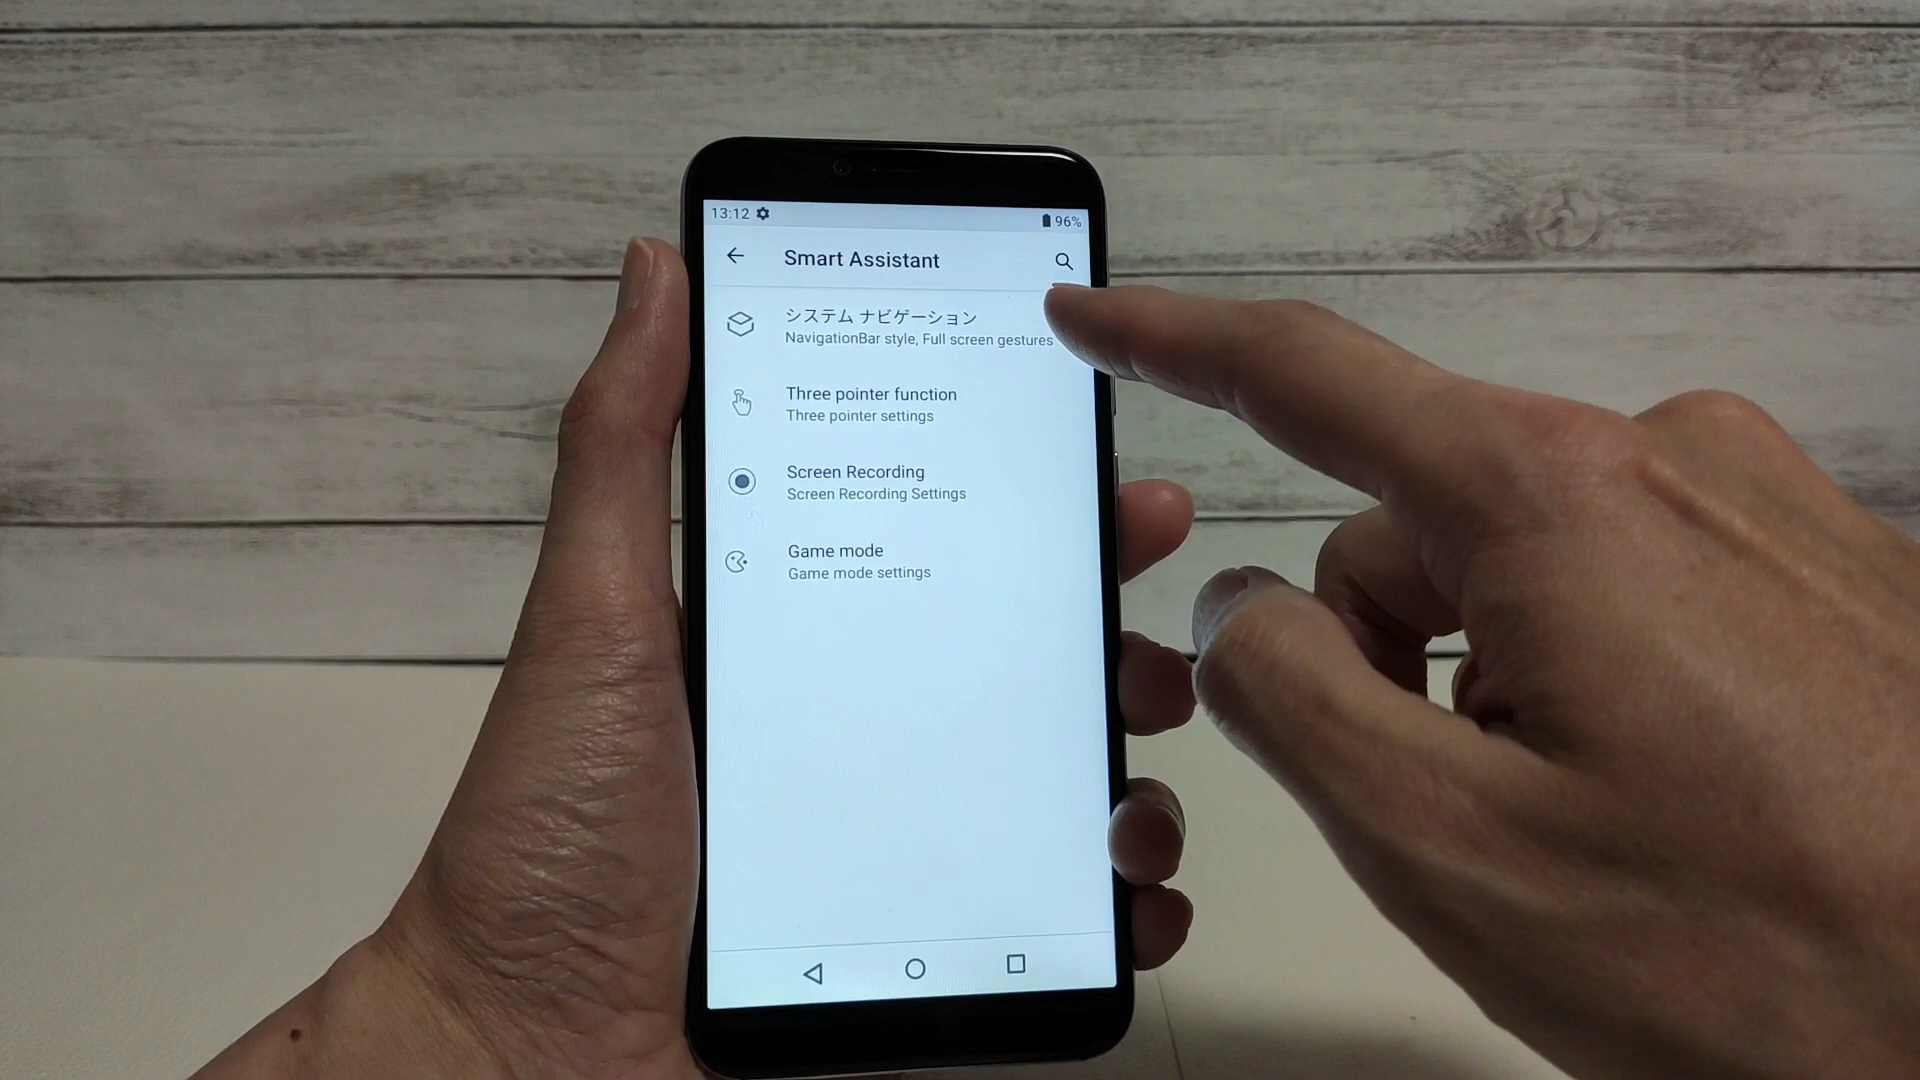 13:12 96%
Smart Assistant
システム ナビゲーション
NavigationBar style, Full screen gestures
Three pointer function
Three pointer settings
Screen Recording
Screen Recording Settings
Game mode
Game mode settings